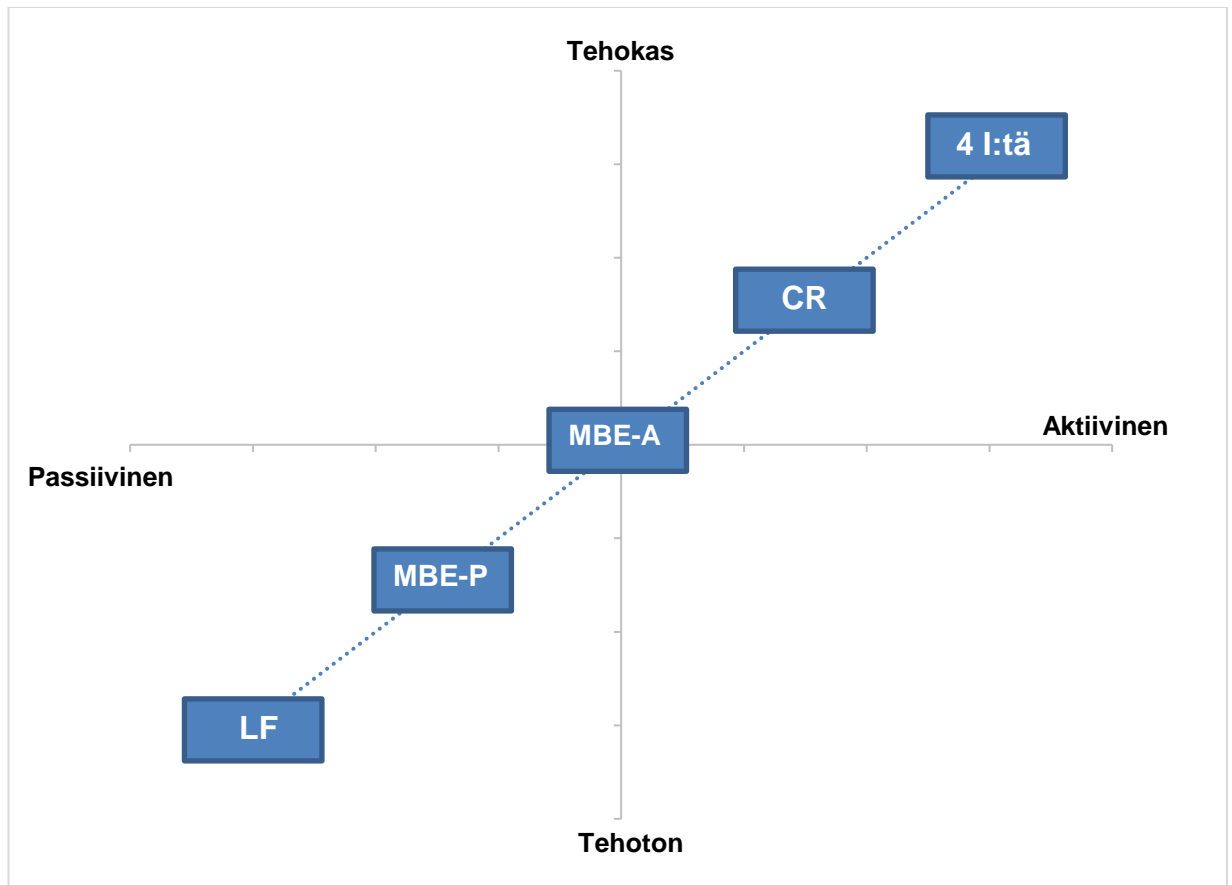 Tehokas
4 I:tä
CR
MBE-A
Aktiivinen
Passiivinen
MBE-P
LF
Tehoton